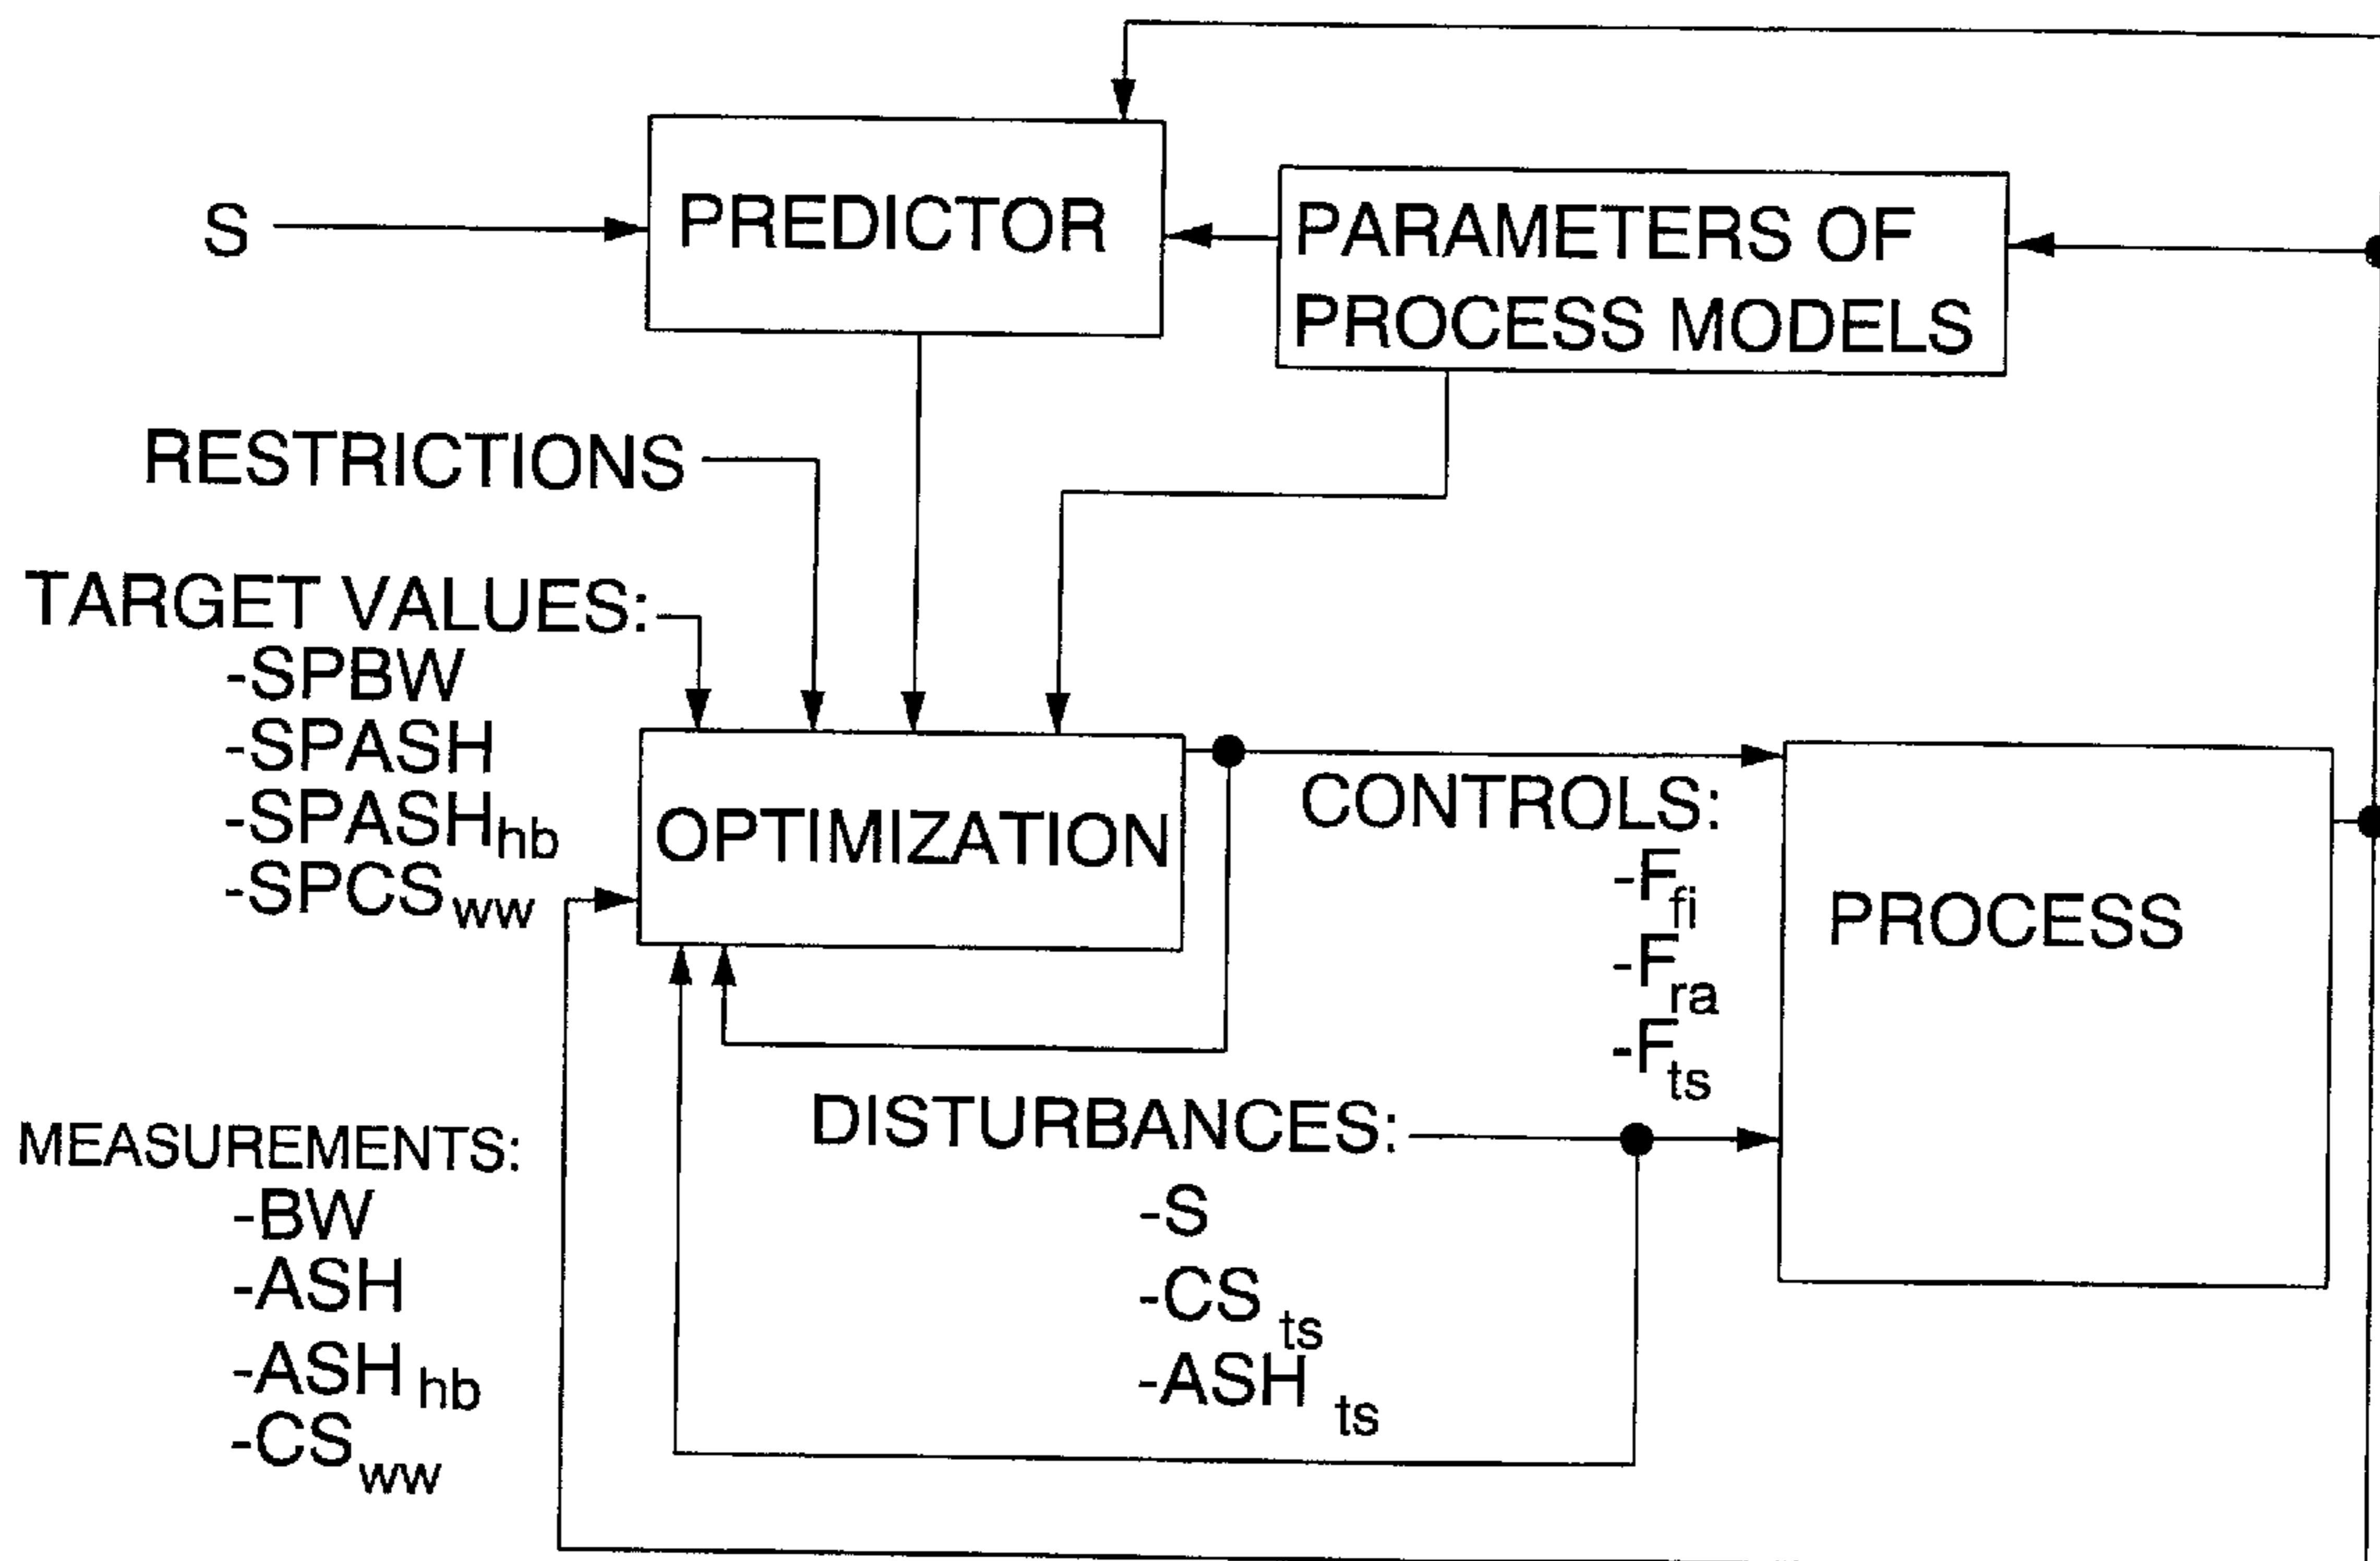 S
PREDICTOR
PARAMETERS OF
PROCESS MODELS
RESTRICTIONS
TARGET VALUES:
-SPBW
-SPASH
-SPASHhb
-SPCSww
OPTIMIZATION
CONTROLS:
-Ffi
-Fra
-Fts
PROCESS
MEASUREMENTS:
-BW
-ASH
-ASHhb
-CSww
DISTURBANCES:
-S
-CSts
-ASHts